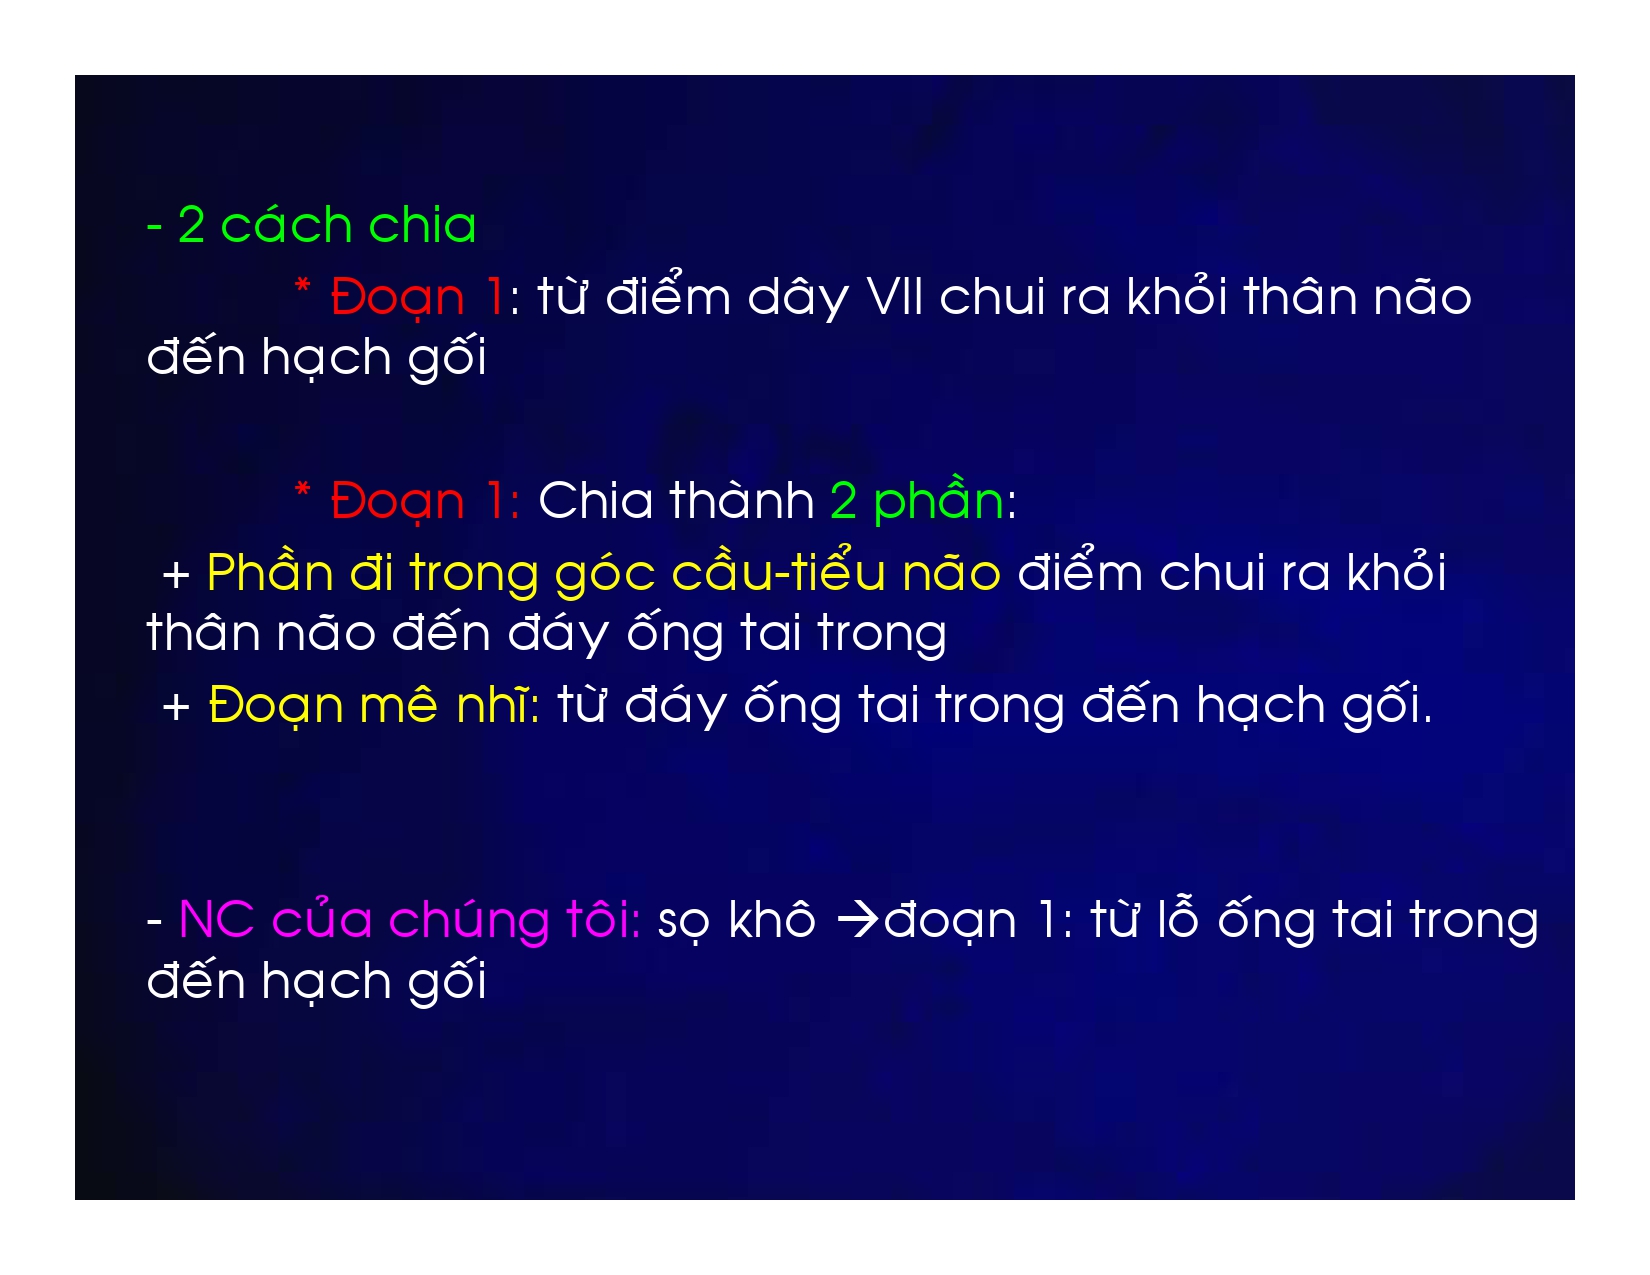 - 2 cách chia
* Đoạn 1: từ điểm dây VII chui ra khỏi thân não
đến hạch gối
* Đoạn 1: Chia thành 2 phần:
+ Phần đi trong góc cầu-tiểu não điểm chui ra khỏi
thân não đến đáy ống tai trong
+ Đoạn mê nhĩ: từ đáy ống tai trong đến hạch gối.
- NC của chúng tôi: sọ khô →đoạn 1: từ lỗ ống tai trong
đến hạch gối